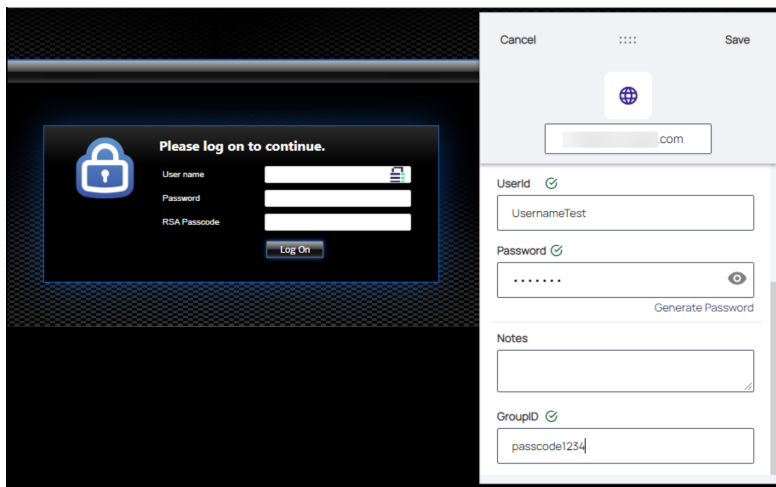 Cancel
Save
.com
Please log on to continue.
User name
Password
RSA Passcode
Log On
UserId
UsernameTest
Password
.......
Generate Password
Notes
GroupID
passcode1234